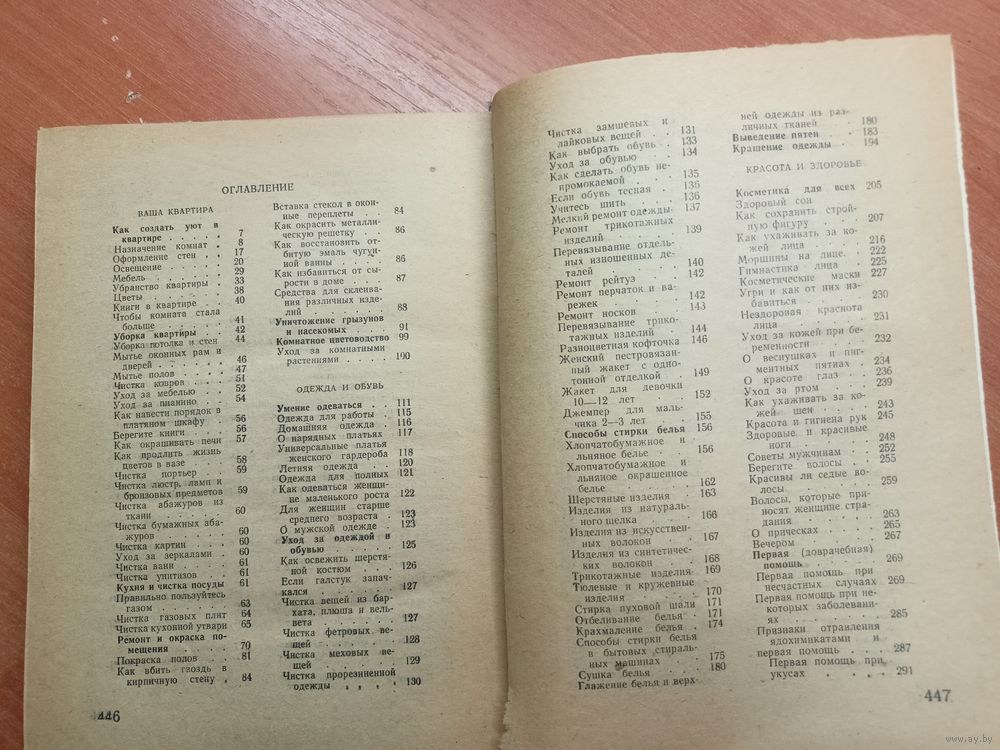 ОГЛАВЛЕНИЕ
ВАША КВАРТИРА
Как создать уют в
квартире . . . . . 7
Назначение комнат . 8
Оформление стен . . 17
Освещение . . . . 20
Мебель . . . . . 29
Убранство квартиры . 33
Цветы . . . . . 38
Книги в квартире . . 40
Чтобы комната стала
больше . . . . . 41
Уборка квартиры . . 42
Уборка потолка и стен 44
Мытье оконных рам и
дверей . . . . . 46
Мытье полов . . . 47
Чистка ковров . . . 51
Уход за мебелью . . 52
Уход за пианино . . 54
Как навести порядок в
платяном шкафу . . 56
Берегите книги . . . 56
Как окрашивать печи 57
Как продлить жизнь
цветов в вазе . . . 58
Чистка портьер . . 59
Чистка люстр, ламп и
бронзовых предметов 59
Чистка абажуров из
ткани . . . . . 60
Чистка бумажных аба-
журов . . . . . 60
Чистка картин . . . 60
Уход за зеркалами . 60
Чистка ванн . . . 61
Чистка унитазов . . 61
Кухня и чистка посуды 61
Правильно пользуйтесь
газом . . . . . 63
Чистка газовых плит 64
Чистка кухонной утвари 65
Ремонт и окраска по-
мещения . . . . . 70
Покраска полов . . 81
Как вбить гвоздь в
кирпичную стену . . 84
Вставка стекол в окон-
ные переплеты . . 84
Как окрасить металли-
ческую решетку . . 86
Как восстановить от-
битую эмаль чугун-
ной ванны . . . . 86
Как избавиться от сы-
рости в доме . . . 87
Средства для склеива-
ния различных изде-
лий . . . . . 88
Уничтожение грызунов
и насекомых . . . 91
Комнатное цветоводство 99
Уход за комнатными
растениями . . . . 100
ОДЕЖДА И ОБУВЬ
Умение одеваться . . 111
Одежда для работы . 115
Домашняя одежда . 116
О нарядных платьях 117
Универсальные платья
женского гардероба 118
Летняя одежда . . 120
Одежда для полных 121
Как одеваться женщи-
не маленького роста 122
Для женщин старше
среднего возраста . 123
О мужской одежде . 123
Уход за одеждой и
обувью . . . . . 125
Как освежить шерстя-
ной костюм . . . 126
Если галстук запач-
кался . . . . . 127
Чистка вещей из бар-
хата, плюша и вель-
вета . . . . . 127
Чистка фетровых ве-
щей . . . . . 128
Чистка меховых ве-
щей . . . . . 129
Чистка прорезиненной
одежды . . . . 130
446
Чистка замшевых и
лайковых вещей . . 131
Как выбрать обувь . . 133
Уход за обувью . . 134
Как сделать обувь не-
промокаемой . . . 135
Если обувь тесная . 136
Учитесь шить . . . 136
Мелкий ремонт одежды 137
Ремонт трикотажных
изделий . . . . 139
Перевязывание отдель-
ных изношенных де-
талей . . . . . 140
Ремонт рейтуз . . 142
Ремонт перчаток и ва-
режек . . . . . 142
Ремонт носков . . . 143
Перевязывание трико-
тажных изделий . . 144
Разноцветная кофточка 146
Женский пестровязан-
ный жакет с одно-
тонной отделкой . . 149
Жакет для девочки
10—12 лет . . . 152
Джемпер для маль-
чика 2—3 лет . . 155
Способы стирки белья 156
Хлопчатобумажное и
льняное белье . . 156
Хлопчатобумажное и
льняное окрашенное
белье . . . . . 162
Шерстяные изделия . 163
Изделия из натураль-
ного шелка . . . 166
Изделия из искусствен-
ных волокон . . . 167
Изделия из синтетичес-
ких волокон . . . 168
Трикотажные изделия . 169
Тюлевые и кружевные
изделия . . . . 170
Стирка пуховой шали 171
Отбеливание белья . 171
Крахмаление белья . 174
Способы стирки белья
в бытовых стираль-
ных машинах . . . 175
Сушка белья . . . 180
Глажение белья и верх-
ней одежды из раз-
личных тканей . . 180
Выведение пятен . . 183
Крашение одежды . . 194
КРАСОТА И ЗДОРОВЬЕ
Косметика для всех 205
Здоровый сон
Как сохранить строй-
ную фигуру . . . 207
Как ухаживать за ко-
жей лица . . . . 216
Морщины на лице . . 222
Гимнастика лица . . 225
Косметические маски 227
Угри и как от них из-
бавиться . . . . 230
Нездоровая краснота
лица . . . . . 231
Уход за кожей при бе-
ременности . . . 232
О веснушках и пиг-
ментных пятнах . . 234
О красоте глаз . . 236
Уход за ртом . . . 239
Как ухаживать за ко-
жей шеи . . . . 243
Красота и гигиена рук 245
Здоровые и красивые
ноги . . . . . 248
Советы мужчинам . . 252
Берегите волосы . . 255
Красивы ли седые во-
лосы . . . . . 259
Волосы, которые при-
носят женщине стра-
дания . . . . . 263
О прическах . . . 265
Вечером . . . . 267
Первая (доврачебная)
помощь . . . . . 269
Первая помощь при
несчастных случаях 269
Первая помощь при не-
которых заболевани-
ях . . . . . 285
Признаки отравления
ядохимикатами и
первая помощь . . 287
Первая помощь при
укусах . . . . 291
447
www.ay.by